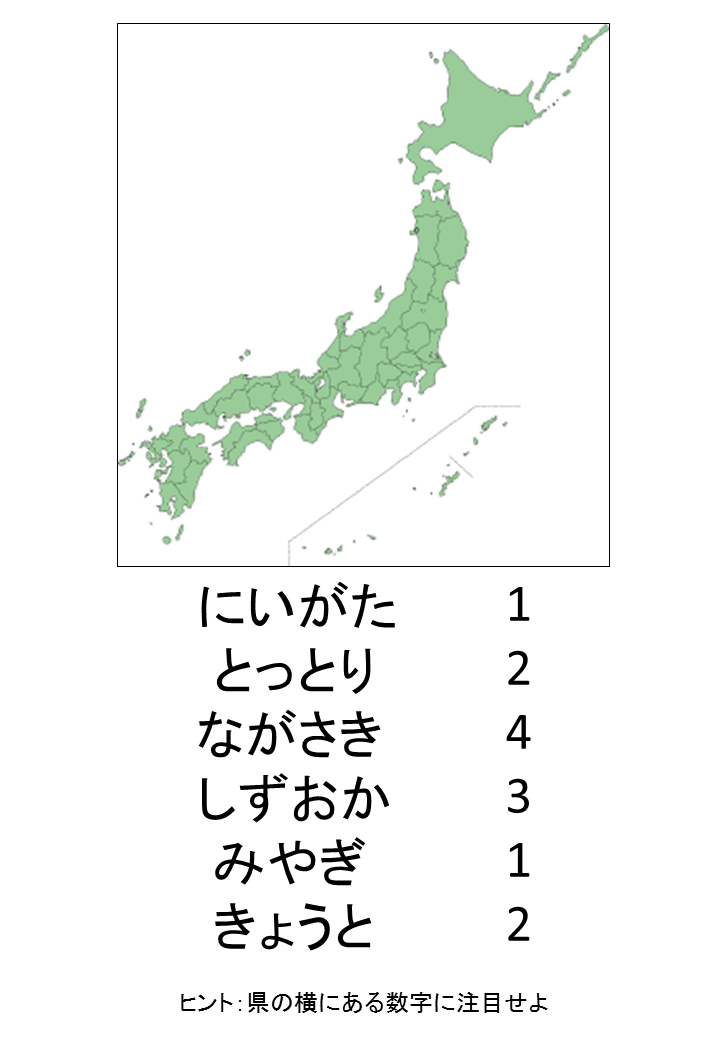 にいがた 1
とっとり 2
ながさき 4
しずおか 3
みやぎ 1
きょうと 2
ヒント：県の横にある数字に注目せよ